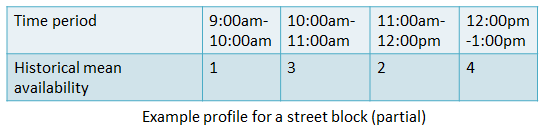 Time period 9:00am- 10:00am- 11:00am- 12:00pm
10:00am 11:00am 12:00pm -1:00pm
Historical mean 1 3 2 4
availability
Example profile for a street block (partial)